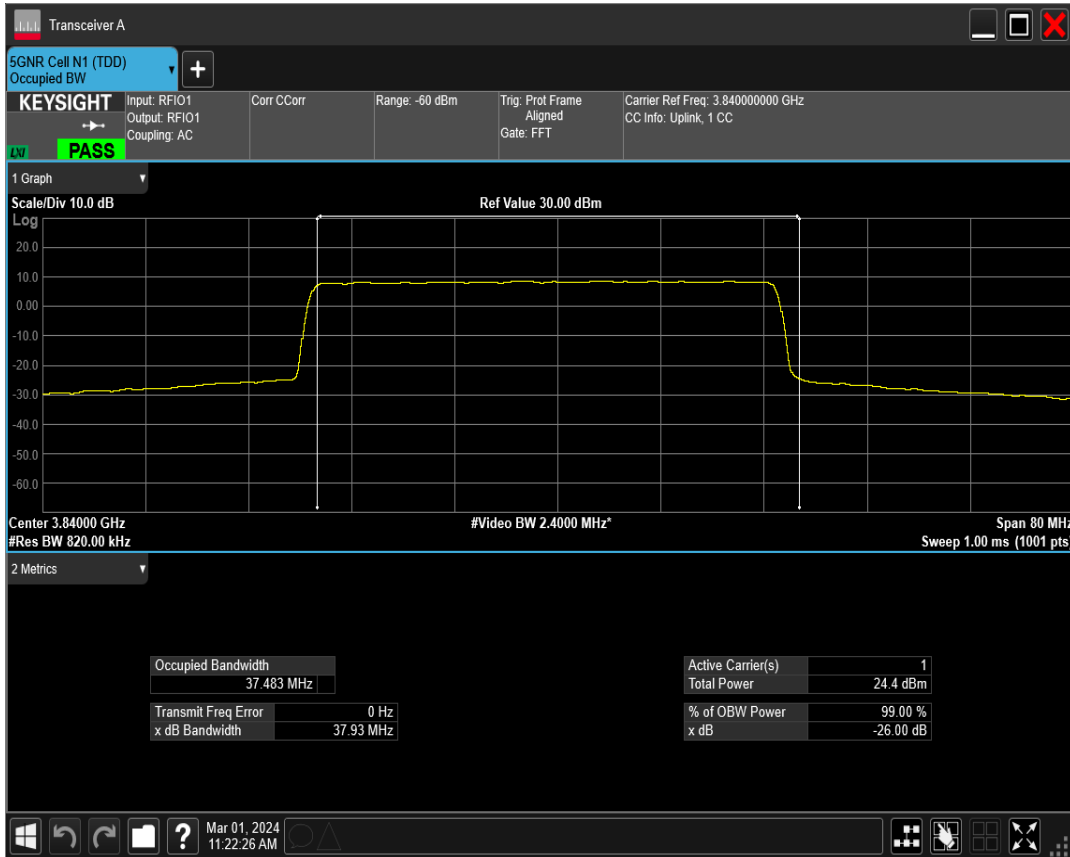 Transceiver A
5GNR Cell N1 (TDD)
Occupied BW
+
KEYSIGHT
LXI
PASS
Input: RFIO1
Output: RFIO1
Coupling: AC
Corr CCorr
Range: -60 dBm
Trig: Prot Frame
Aligned
Gate: FFT
Carrier Ref Freq: 3.840000000 GHz
CC Info: Uplink, 1 CC
1 Graph
Scale/Div 10.0 dB
Ref Value 30.00 dBm
Log
20.0
10.0
0.00
-10.0
-20.0
-30.0
-40.0
-50.0
-60.0
Center 3.84000 GHz
#Video BW 2.4000 MHz*
Span 80 MHz
#Res BW 820.00 kHz
Sweep 1.00 ms (1001 pts)
2 Metrics
Occupied Bandwidth
37.483 MHz
Transmit Freq Error 0 Hz
x dB Bandwidth 37.93 MHz
Active Carrier(s) 1
Total Power 24.4 dBm
% of OBW Power 99.00 %
x dB -26.00 dB
?
Mar 01, 2024
11:22:26 AM